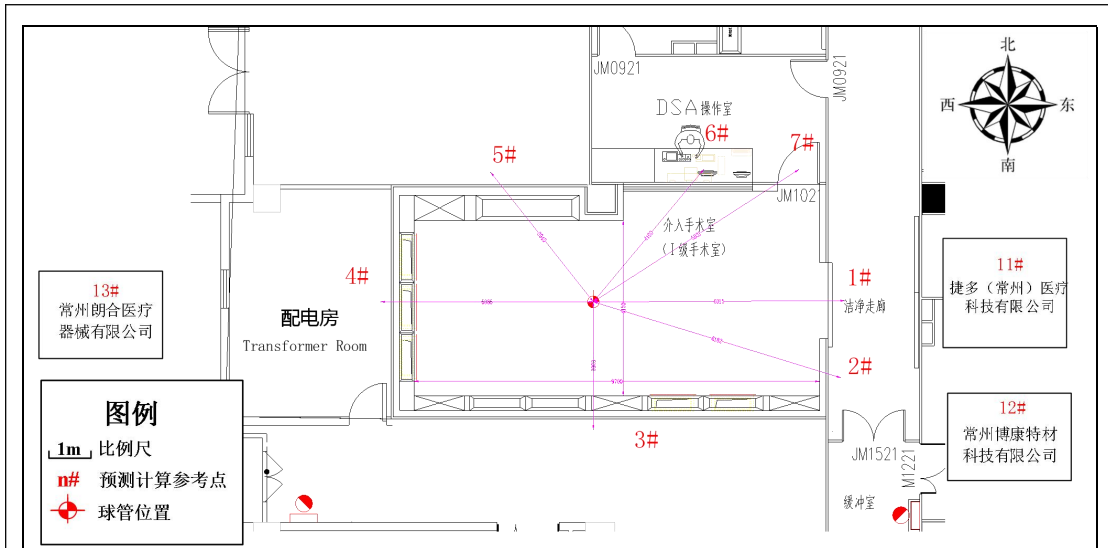 JM0921
JM0921
北
西
东
南
DSA操作室
6#
7#
5#
JM1021
介入手术室
(I级手术室)
4#
1#
洁净走廊
11#
捷多（常州）医疗
科技有限公司
13#
常州朗合医疗
器械有限公司
配电房
Transformer Room
2#
3#
12#
常州博康特材
科技有限公司
JM1521
M1221
缓冲室
图例
1m 比例尺
n# 预测计算参考点
球管位置